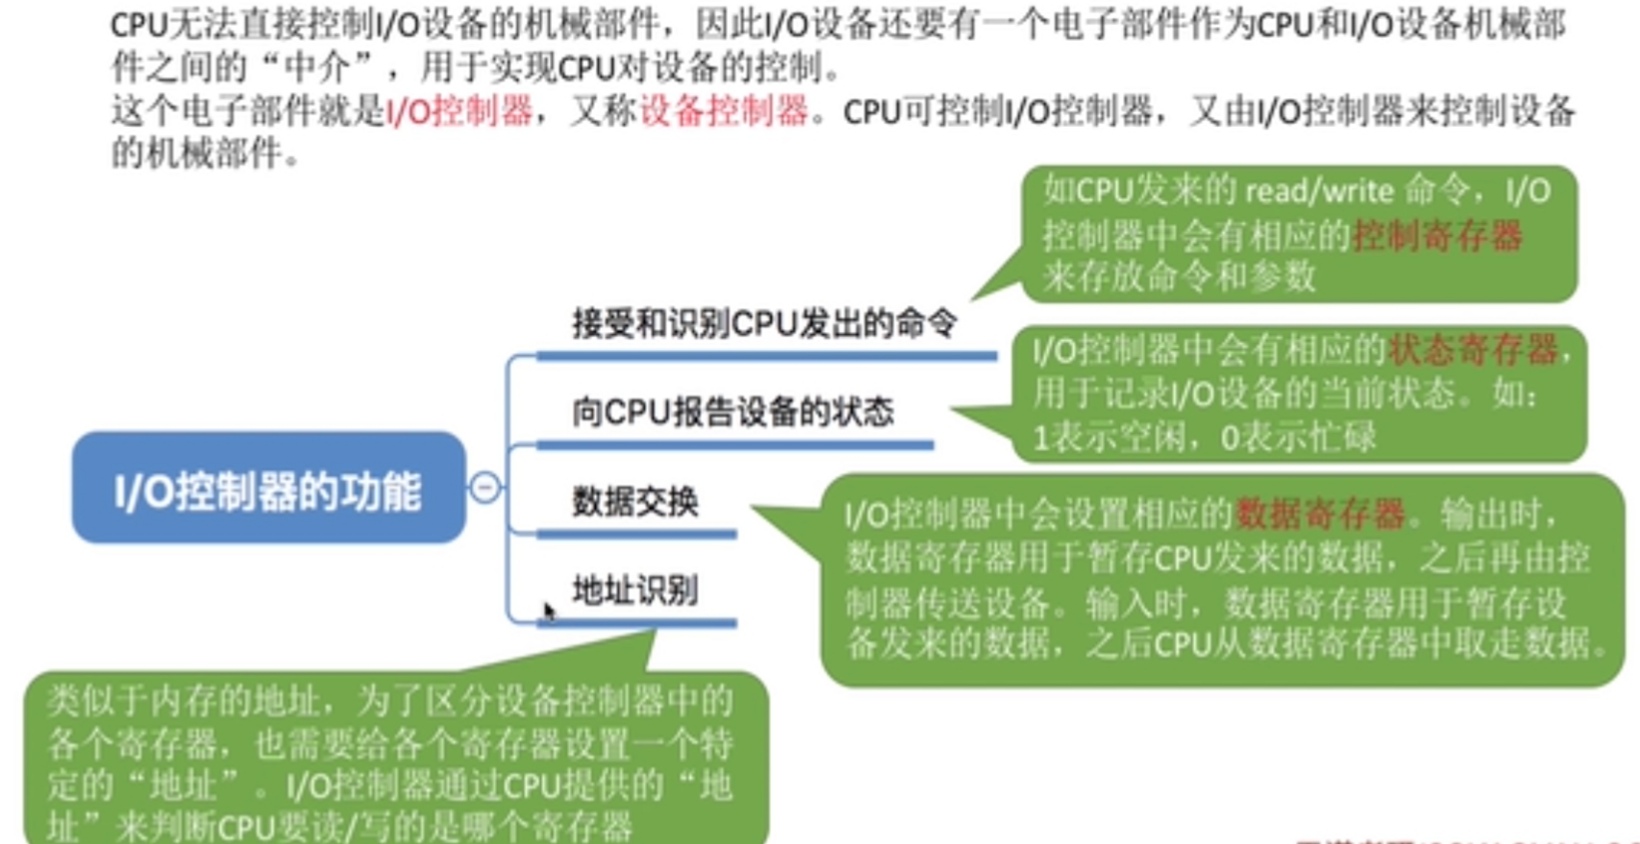 CPU无法直接控制I/O设备的机械部件，因此I/O设备还要有一个电子部件作为CPU和I/O设备机械部
件之间的“中介”，用于实现CPU对设备的控制。
这个电子部件就是I/O控制器，又称设备控制器。CPU可控制I/O控制器，又由I/O控制器来控制设备
的机械部件。
如CPU发来的 read/write 命令，I/O
控制器中会有相应的控制寄存器
来存放命令和参数
接受和识别CPU发出的命令
I/O控制器中会有相应的状态寄存器，
用于记录I/O设备的当前状态。如：
1表示空闲，0表示忙碌
向CPU报告设备的状态
I/O控制器的功能
数据交换
I/O控制器中会设置相应的数据寄存器。输出时，
数据寄存器用于暂存CPU发来的数据，之后再由控
制器传送设备。输入时，数据寄存器用于暂存设
备发来的数据，之后CPU从数据寄存器中取走数据。
地址识别
类似于内存的地址，为了区分设备控制器中的
各个寄存器，也需要给各个寄存器设置一个特
定的“地址”。I/O控制器通过CPU提供的“地
址”来判断CPU要读/写的是哪个寄存器